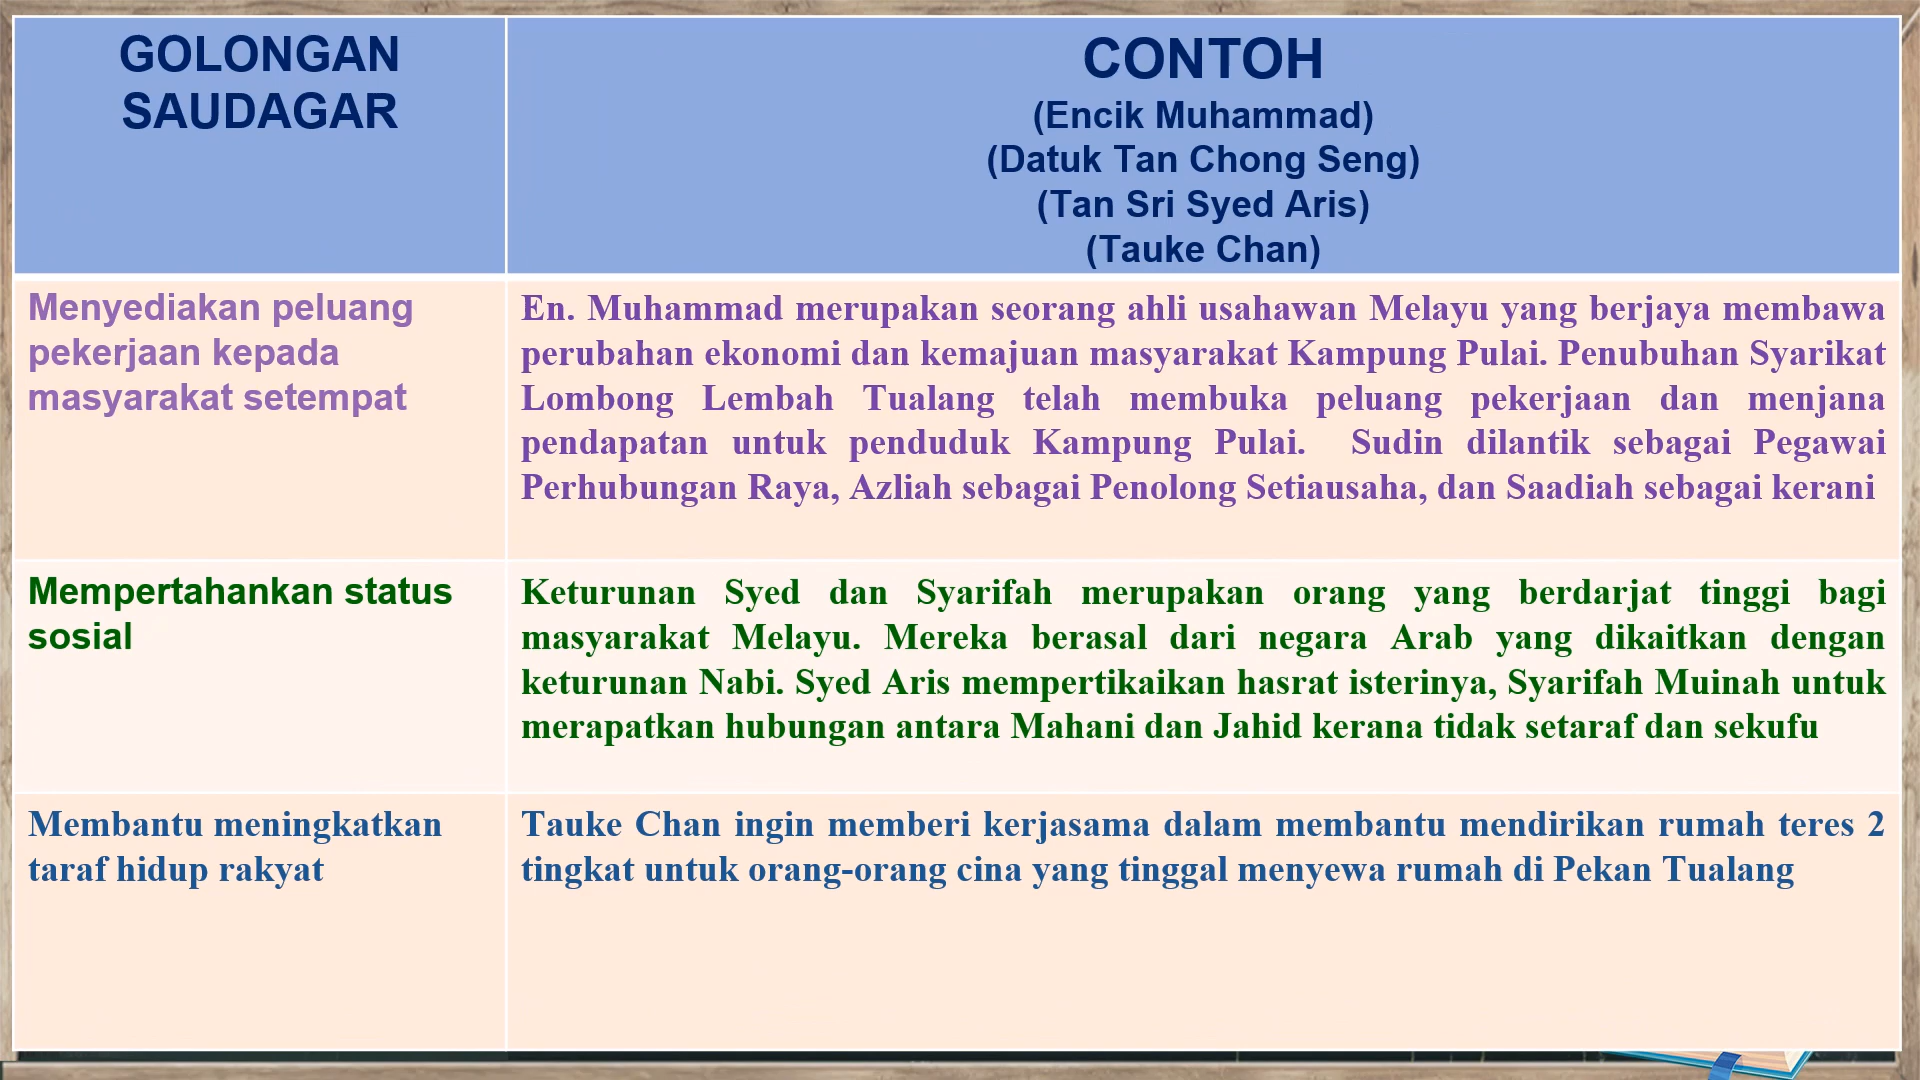 GOLONGAN
SAUDAGAR
CONTOH
(Encik Muhammad)
(Datuk Tan Chong Seng)
(Tan Sri Syed Aris)
(Tauke Chan)
Menyediakan peluang
pekerjaan kepada
masyarakat setempat
En. Muhammad merupakan seorang ahli usahawan Melayu yang berjaya membawa
perubahan ekonomi dan kemajuan masyarakat Kampung Pulai. Penubuhan Syarikat
Lombong Lembah Tualang telah membuka peluang pekerjaan dan menjana
pendapatan untuk penduduk Kampung Pulai. Sudin dilantik sebagai Pegawai
Perhubungan Raya, Azliah sebagai Penolong Setiausaha, dan Saadiah sebagai kerani
Mempertahankan status
sosial
Keturunan Syed dan Syarifah merupakan orang yang berdarjat tinggi bagi
masyarakat Melayu. Mereka berasal dari negara Arab yang dikaitkan dengan
keturunan Nabi. Syed Aris mempertikaikan hasrat isterinya, Syarifah Muinah untuk
merapatkan hubungan antara Mahani dan Jahid kerana tidak setaraf dan sekufu
Membantu meningkatkan
taraf hidup rakyat
Tauke Chan ingin memberi kerjasama dalam membantu mendirikan rumah teres 2
tingkat untuk orang-orang cina yang tinggal menyewa rumah di Pekan Tualang